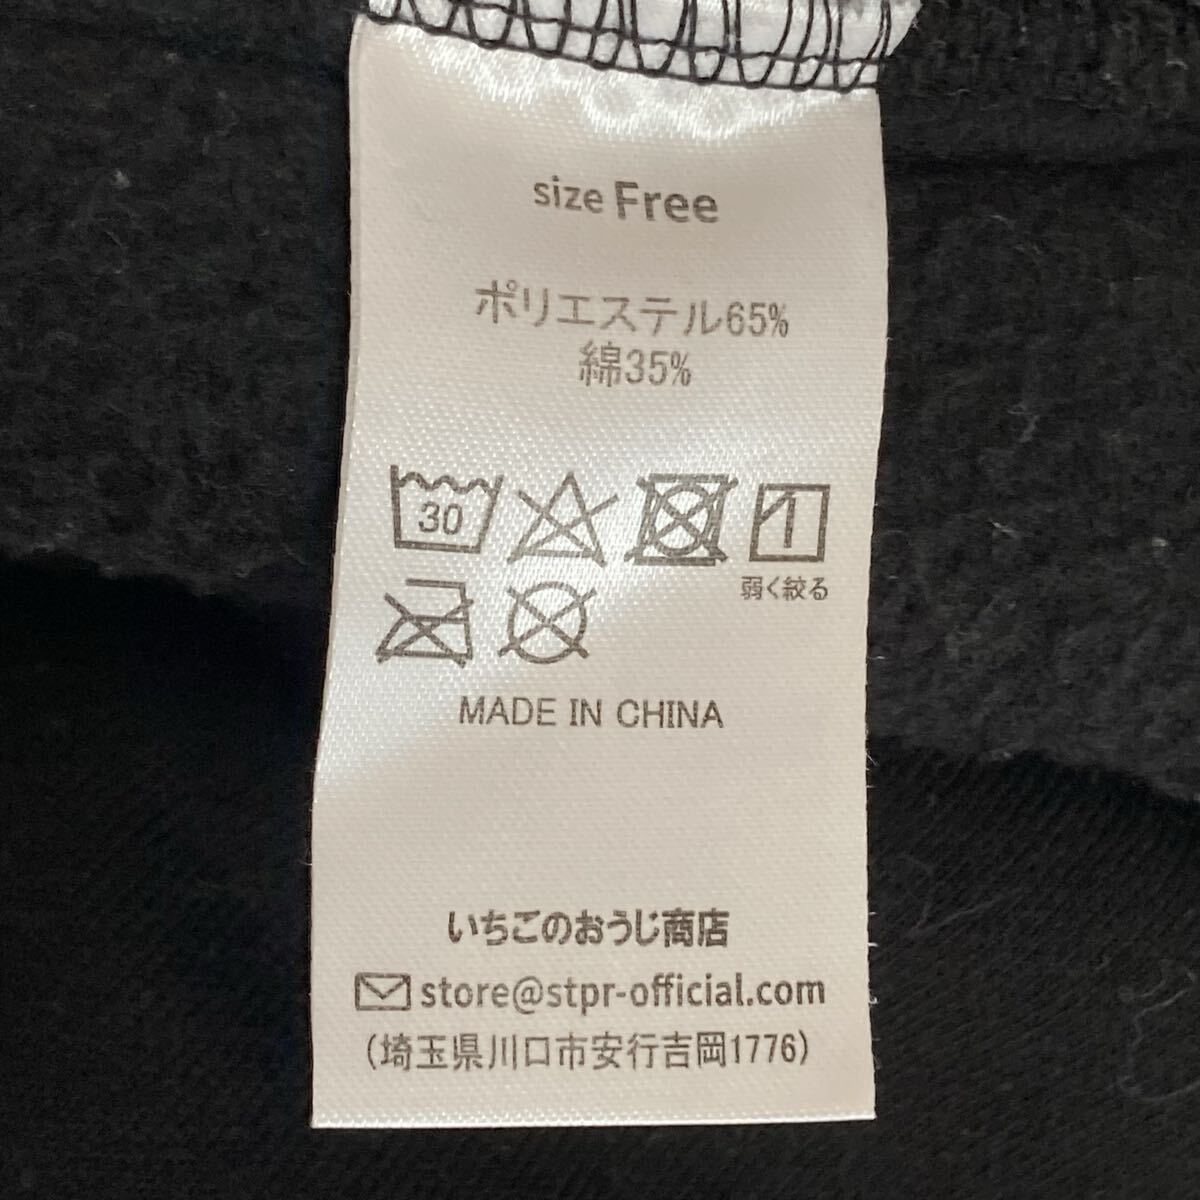 size Free
ポリエステル65%
綿35%
30
弱く絞る
MADE IN CHINA
いちごのおうじ商店
store@stpr-official.com
(埼玉県川口市安行吉岡1776)